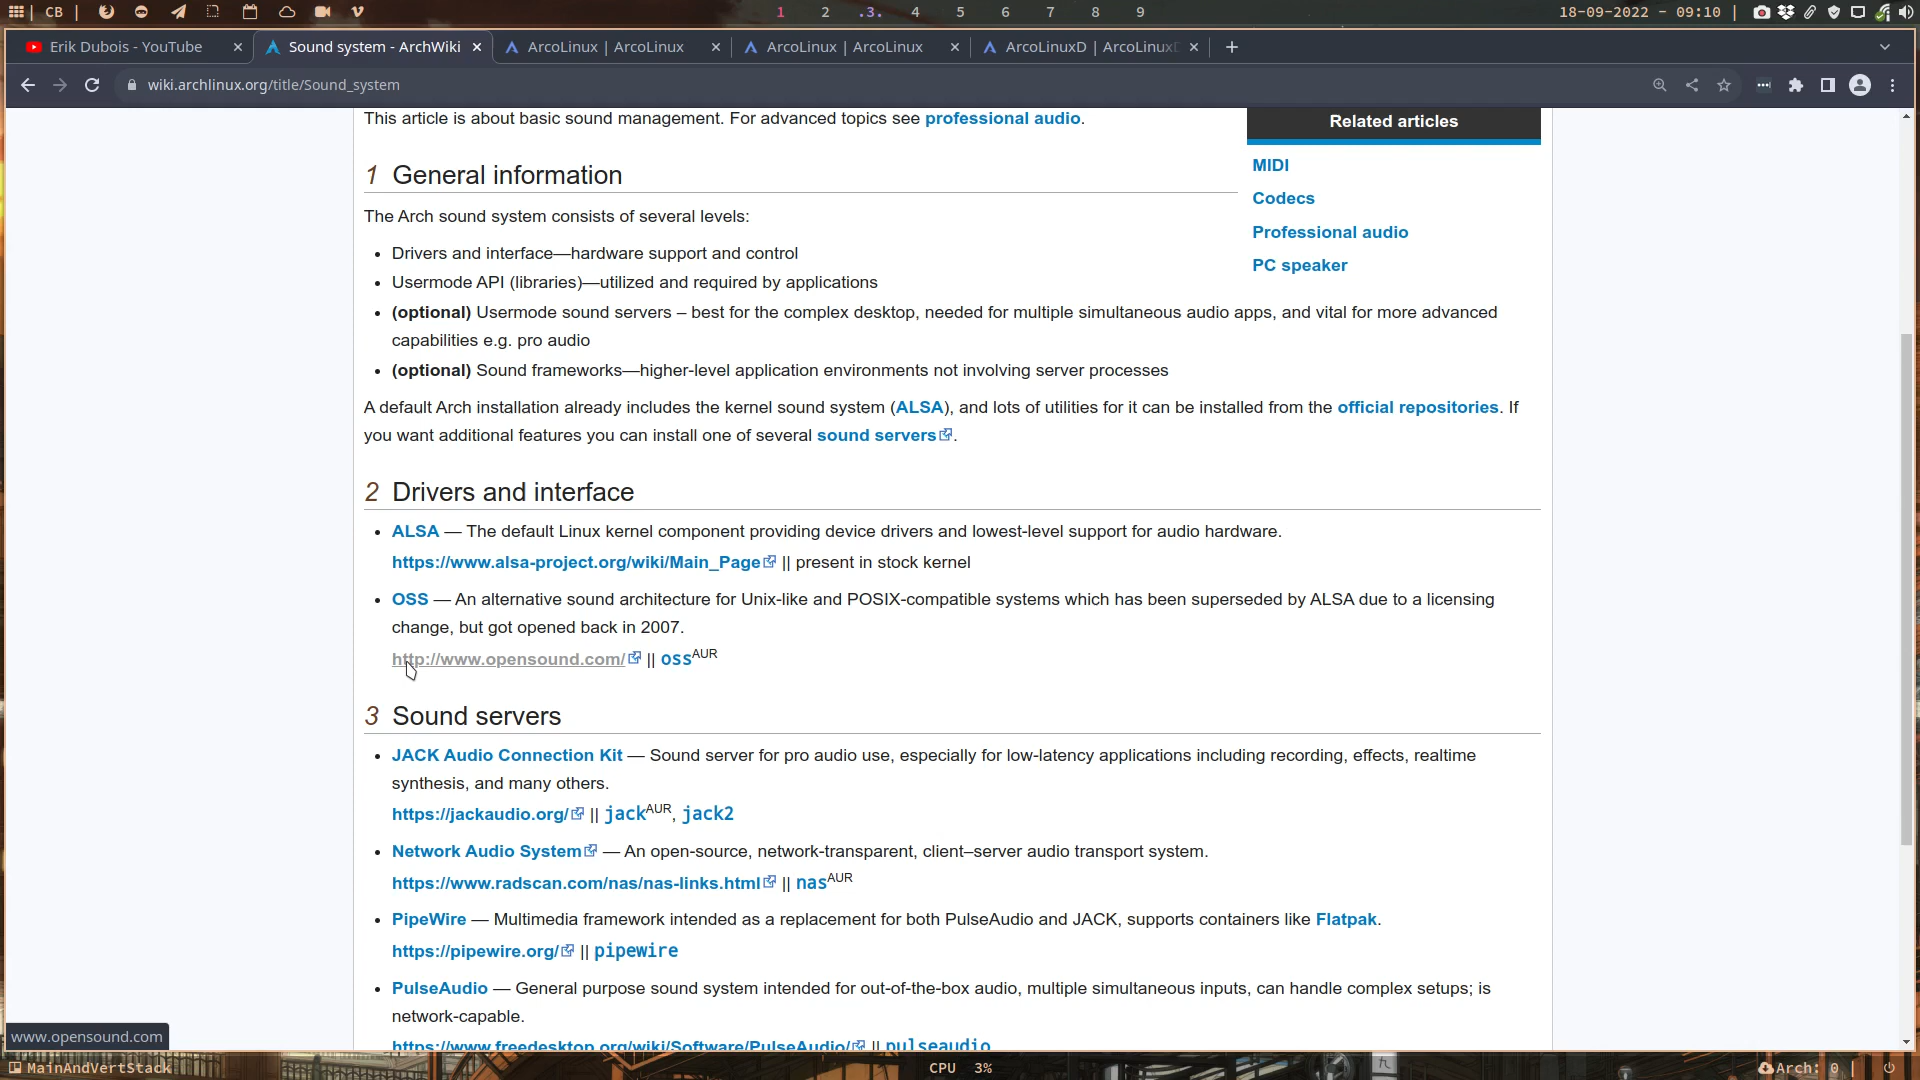 CB
1 2 .3. 4 5 6 7 8 9
18-09-2022 - 09:10
Erik Dubois - YouTube
Sound system - ArchWiki
ArcoLinux | ArcoLinux
ArcoLinux | ArcoLinux
ArcoLinuxD | ArcoLinuxD
wiki.archlinux.org/title/Sound_system
This article is about basic sound management. For advanced topics see professional audio.
Related articles
MIDI
Codecs
Professional audio
PC speaker
1 General information
The Arch sound system consists of several levels:
Drivers and interface—hardware support and control
Usermode API (libraries)—utilized and required by applications
(optional) Usermode sound servers – best for the complex desktop, needed for multiple simultaneous audio apps, and vital for more advanced
capabilities e.g. pro audio
(optional) Sound frameworks—higher-level application environments not involving server processes
A default Arch installation already includes the kernel sound system (ALSA), and lots of utilities for it can be installed from the official repositories. If
you want additional features you can install one of several sound servers.
2 Drivers and interface
ALSA — The default Linux kernel component providing device drivers and lowest-level support for audio hardware.
https://www.alsa-project.org/wiki/Main_Page || present in stock kernel
OSS — An alternative sound architecture for Unix-like and POSIX-compatible systems which has been superseded by ALSA due to a licensing
change, but got opened back in 2007.
http://www.opensound.com/ || ossAUR
3 Sound servers
JACK Audio Connection Kit — Sound server for pro audio use, especially for low-latency applications including recording, effects, realtime
synthesis, and many others.
https://jackaudio.org/ || jackAUR, jack2
Network Audio System — An open-source, network-transparent, client–server audio transport system.
https://www.radscan.com/nas/nas-links.html || nasAUR
PipeWire — Multimedia framework intended as a replacement for both PulseAudio and JACK, supports containers like Flatpak.
https://pipewire.org/ || pipewire
PulseAudio — General purpose sound system intended for out-of-the-box audio, multiple simultaneous inputs, can handle complex setups; is
network-capable.
https://www.freedesktop.org/wiki/Software/PulseAudio/ || pulseaudio
www.opensound.com
MainAndVertStack
CPU 3%
Arch: 0